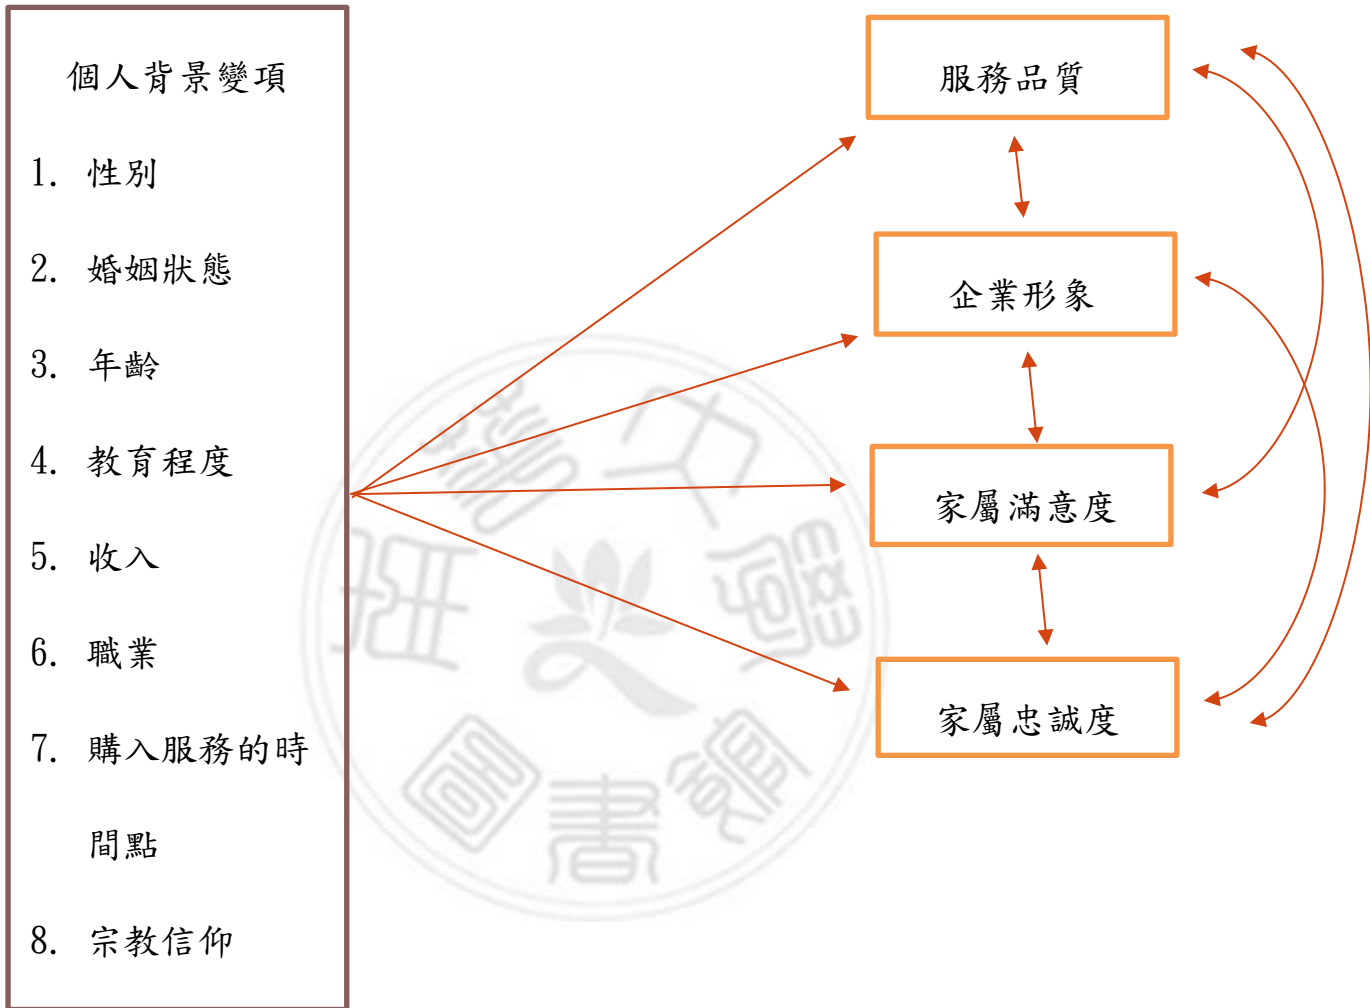 個人背景變項
1. 性別
2. 婚姻狀態
3. 年齡
4. 教育程度
5. 收入
6. 職業
7. 購入服務的時
間點
8. 宗教信仰
服務品質
企業形象
家屬滿意度
家屬忠誠度